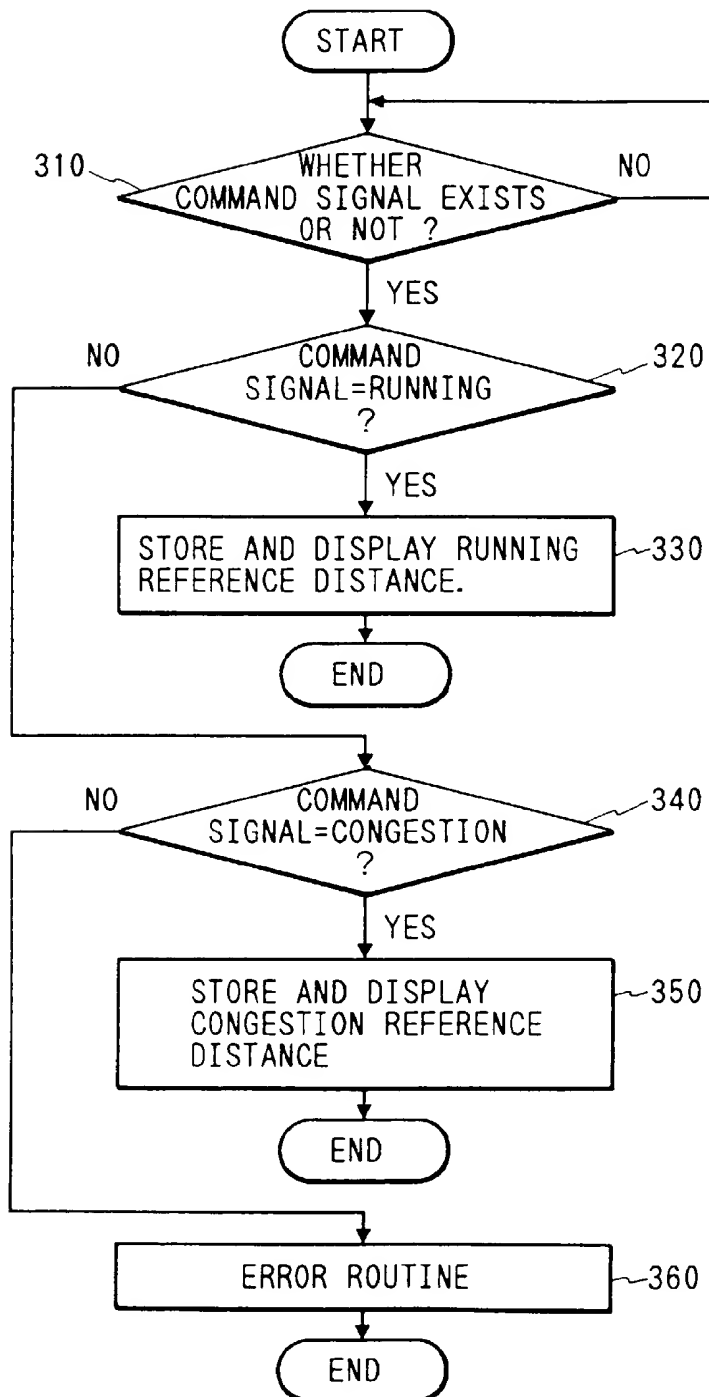 START
310
WHETHER
COMMAND SIGNAL EXISTS
OR NOT ?
NO
YES
NO
COMMAND
SIGNAL=RUNNING
?
320
YES
STORE AND DISPLAY RUNNING
REFERENCE DISTANCE.
330
END
NO
COMMAND
SIGNAL=CONGESTION
?
340
YES
STORE AND DISPLAY
CONGESTION REFERENCE
DISTANCE
350
END
ERROR ROUTINE
360
END